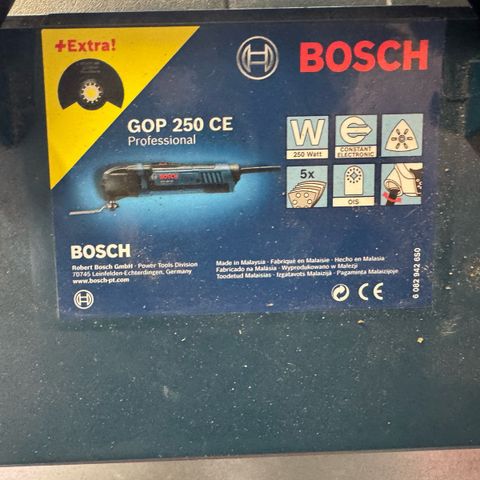 +Extra!
BOSCH
GOP 250 CE
Professional
W
250 Watt
CONSTANT
ELECTRONIC
5x
OIS
BOSCH
BOSCH
Robert Bosch GmbH · Power Tools Division
70745 Leinfelden-Echterdingen, Germany
www.bosch-pt.com
Made in Malaysia · Fabriqué en Malaisie · Hecho en Malasia
Fabricado na Malásia · Wyprodukowano w Malezji
Toodetud Malaisias · Izgatavots Malaizijā · Pagaminta Malaizijoje
CE
6 082 942 650